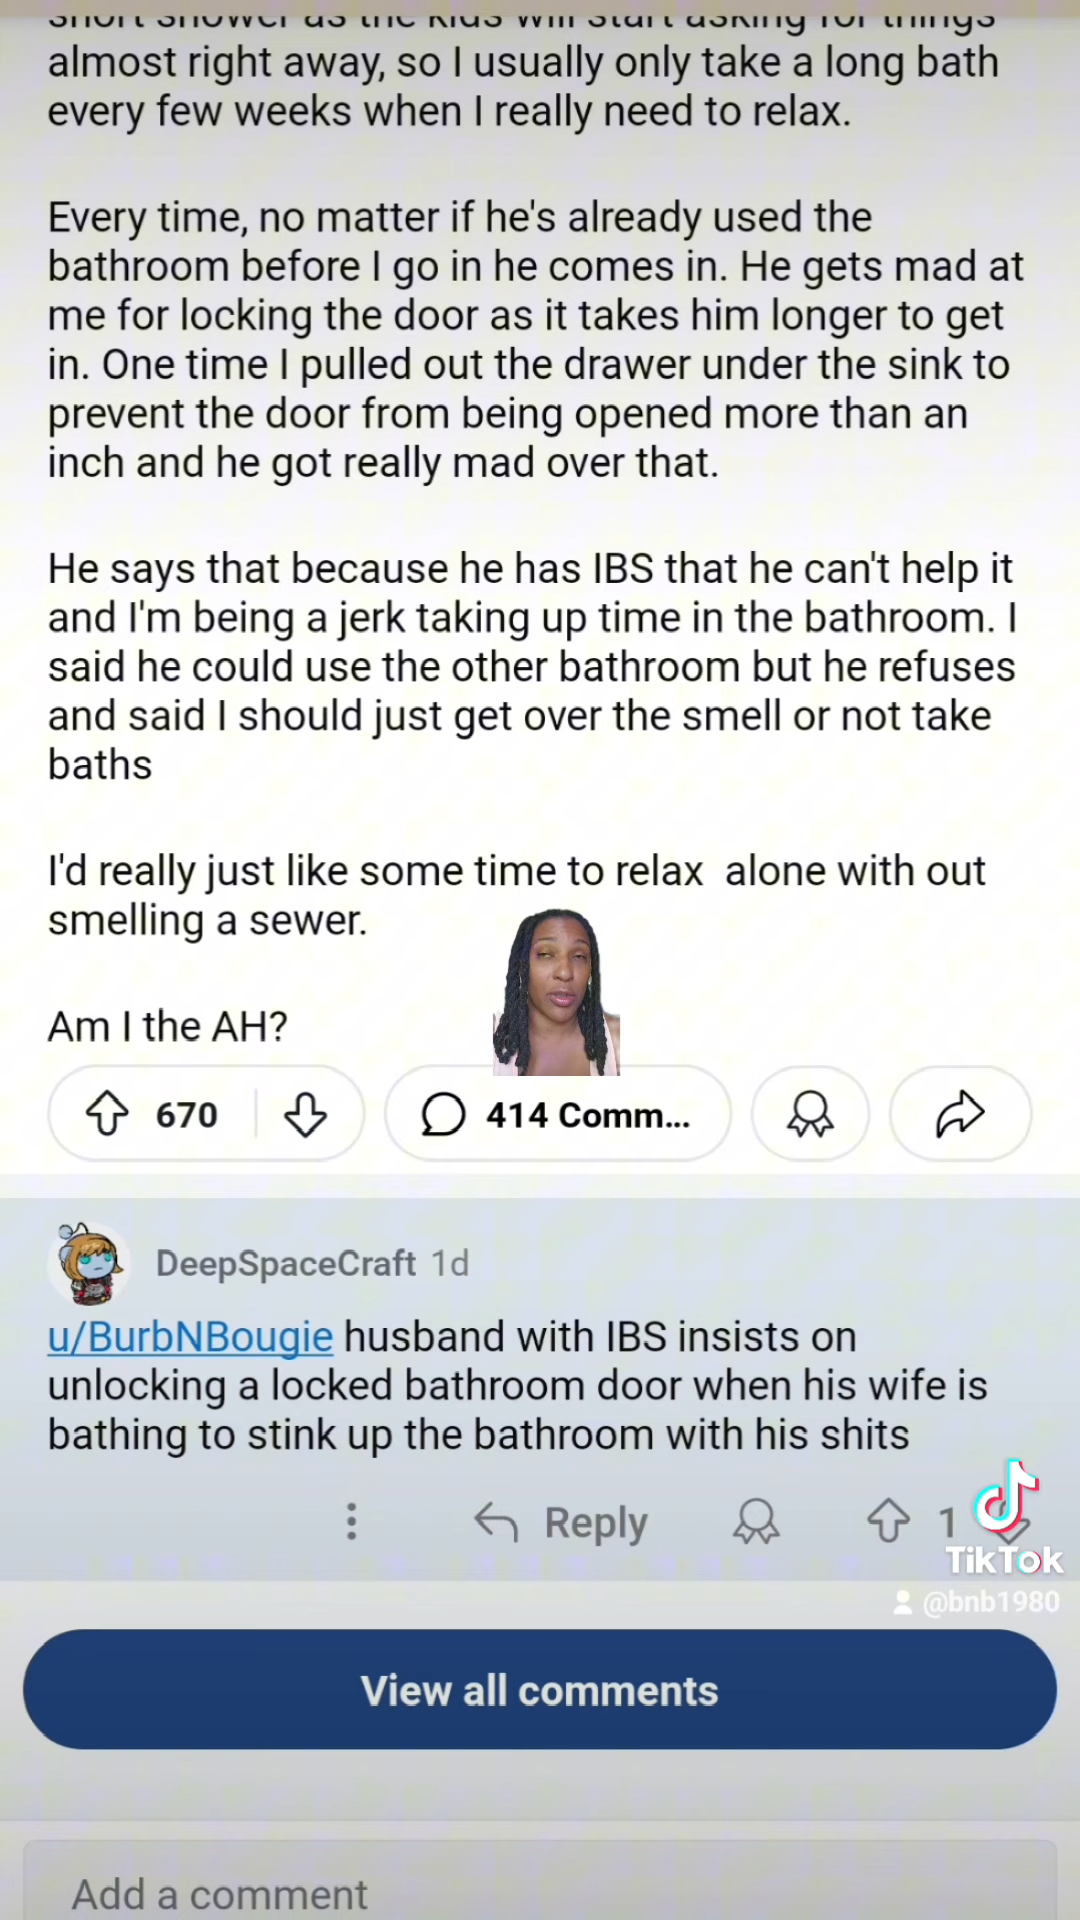 short shower as the kids will start asking for things
almost right away, so I usually only take a long bath
every few weeks when I really need to relax.
Every time, no matter if he's already used the
bathroom before I go in he comes in. He gets mad at
me for locking the door as it takes him longer to get
in. One time I pulled out the drawer under the sink to
prevent the door from being opened more than an
inch and he got really mad over that.
He says that because he has IBS that he can't help it
and I'm being a jerk taking up time in the bathroom. I
said he could use the other bathroom but he refuses
and said I should just get over the smell or not take
baths
I'd really just like some time to relax  alone with out
smelling a sewer.
Am I the AH?
670
414 Comm...
DeepSpaceCraft 1d
u/BurbNBougie husband with IBS insists on
unlocking a locked bathroom door when his wife is
bathing to stink up the bathroom with his shits
Reply
1
TikTok
@bnb1980
View all comments
Add a comment